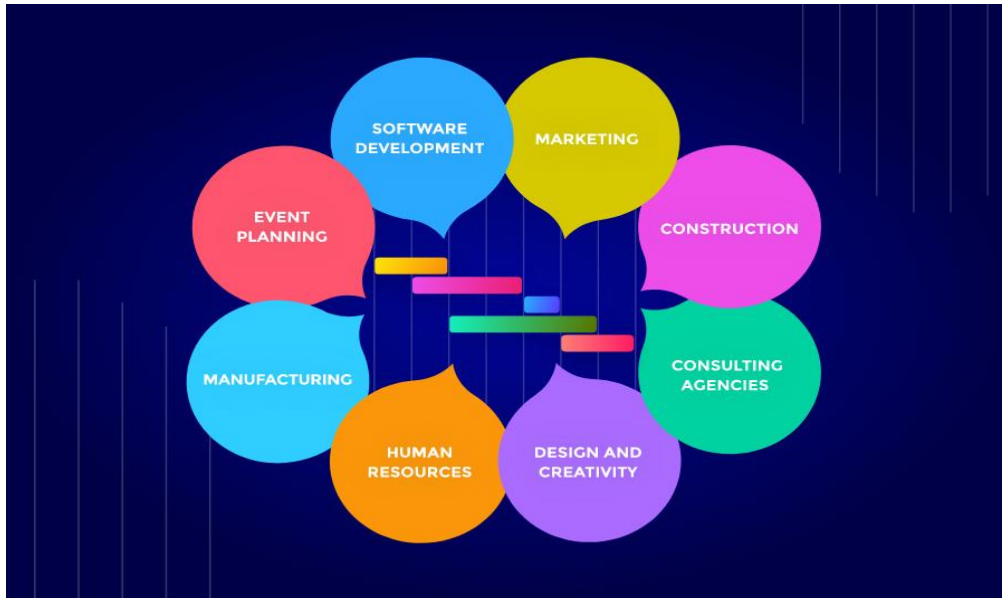 SOFTWARE
DEVELOPMENT
MARKETING
EVENT
PLANNING
CONSTRUCTION
MANUFACTURING
CONSULTING
AGENCIES
HUMAN
RESOURCES
DESIGN AND
CREATIVITY